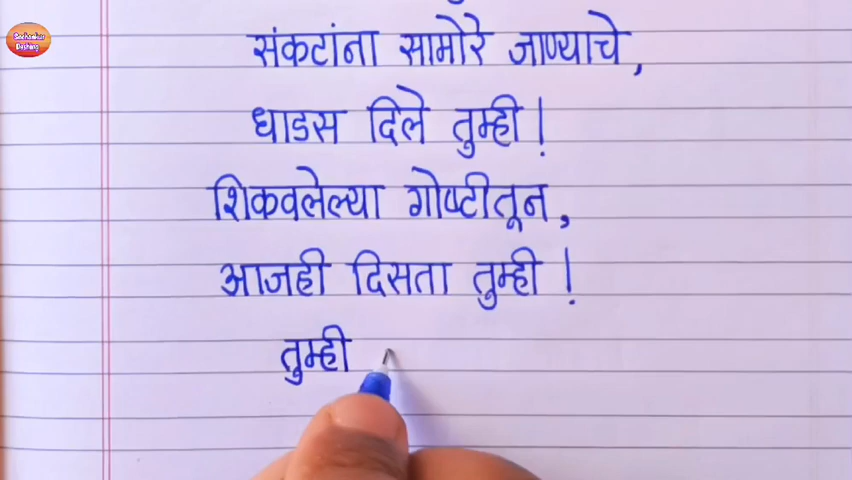 संकटांना सामोरे जाण्याचे,
धाडस दिले तुम्ही!
शिकवलेल्या गोष्टीतून,
आजही दिसता तुम्ही!
तुम्ही